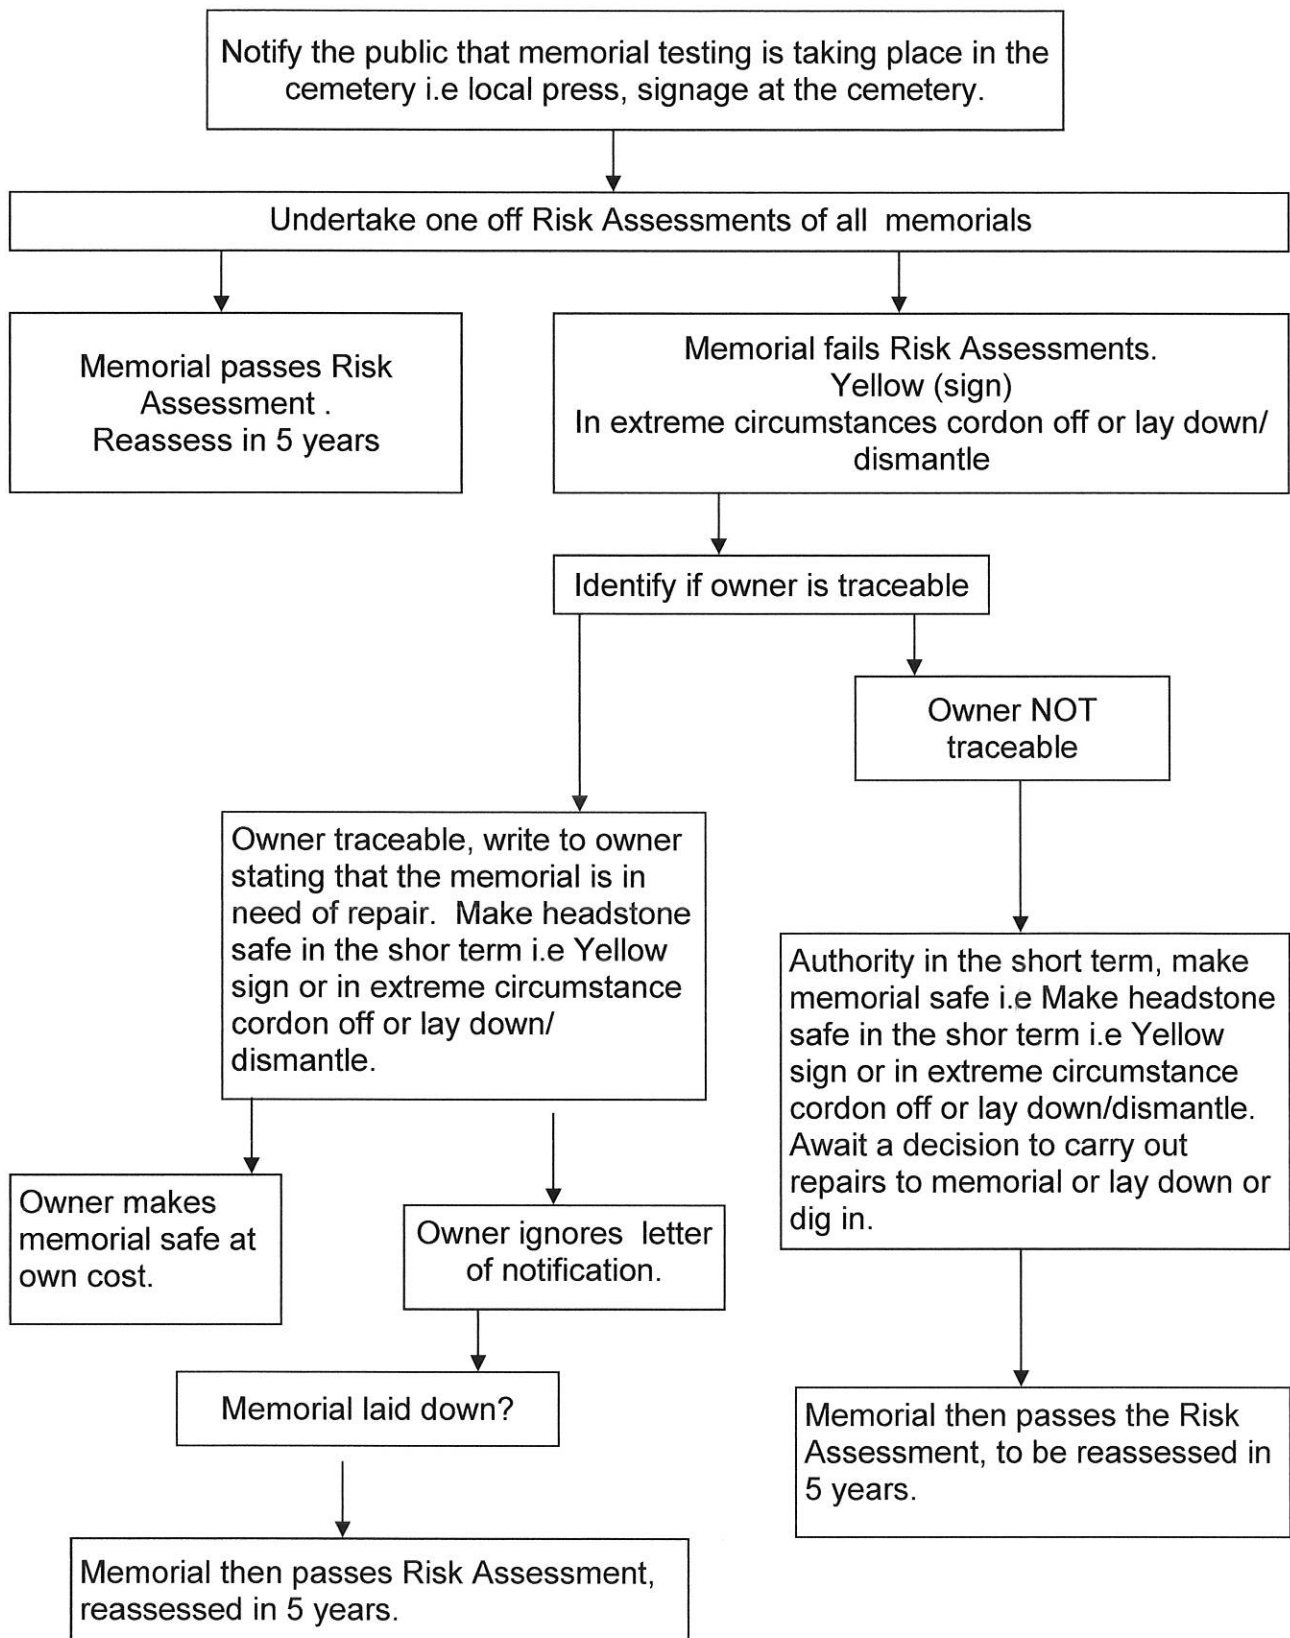 Notify the public that memorial testing is taking place in the
cemetery i.e local press, signage at the cemetery.
Undertake one off Risk Assessments of all memorials
Memorial passes Risk
Assessment .
Reassess in 5 years
Memorial fails Risk Assessments.
Yellow (sign)
In extreme circumstances cordon off or lay down/
dismantle
Identify if owner is traceable
Owner NOT
traceable
Owner traceable, write to owner
stating that the memorial is in
need of repair. Make headstone
safe in the shor term i.e Yellow
sign or in extreme circumstance
cordon off or lay down/
dismantle.
Authority in the short term, make
memorial safe i.e Make headstone
safe in the shor term i.e Yellow
sign or in extreme circumstance
cordon off or lay down/dismantle.
Await a decision to carry out
repairs to memorial or lay down or
dig in.
Owner makes
memorial safe at
own cost.
Owner ignores letter
of notification.
Memorial laid down?
Memorial then passes the Risk
Assessment, to be reassessed in
5 years.
Memorial then passes Risk Assessment,
reassessed in 5 years.